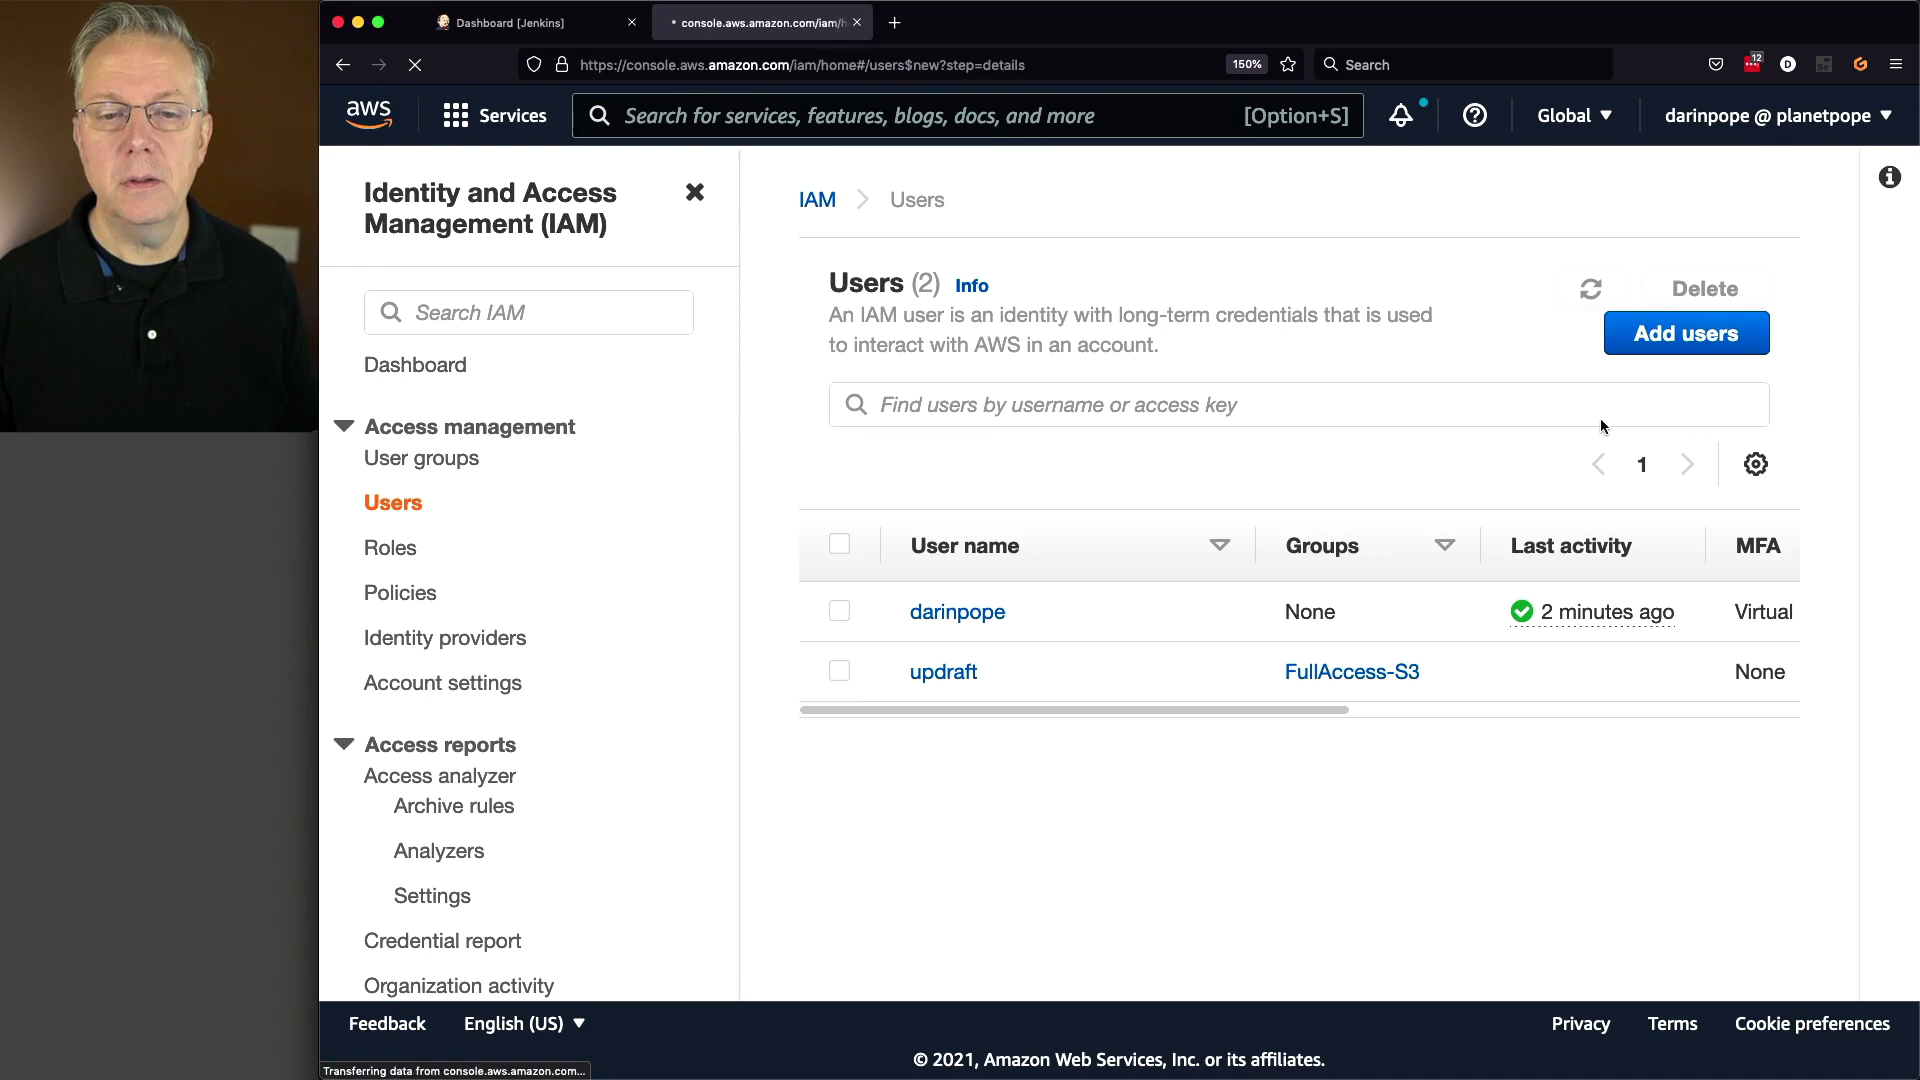 Dashboard [Jenkins]
console.aws.amazon.com/iam/h
https://console.aws.amazon.com/iam/home#/users$new?step=details
150%
Search
12
aws
Services
Search for services, features, blogs, docs, and more
[Option+S]
Global
darinpope @ planetpope
Identity and Access
Management (IAM)
Search IAM
Dashboard
Access management
User groups
Users
Roles
Policies
Identity providers
Account settings
Access reports
Access analyzer
Archive rules
Analyzers
Settings
Credential report
Organization activity
IAM
Users
Users (2) Info
An IAM user is an identity with long-term credentials that is used
to interact with AWS in an account.
Delete
Add users
Find users by username or access key
1
User name Groups Last activity MFA
darinpope None 2 minutes ago Virtual
updraft FullAccess-S3 None
Feedback English (US)
Privacy Terms Cookie preferences
© 2021, Amazon Web Services, Inc. or its affiliates.
Transferring data from console.aws.amazon.com...